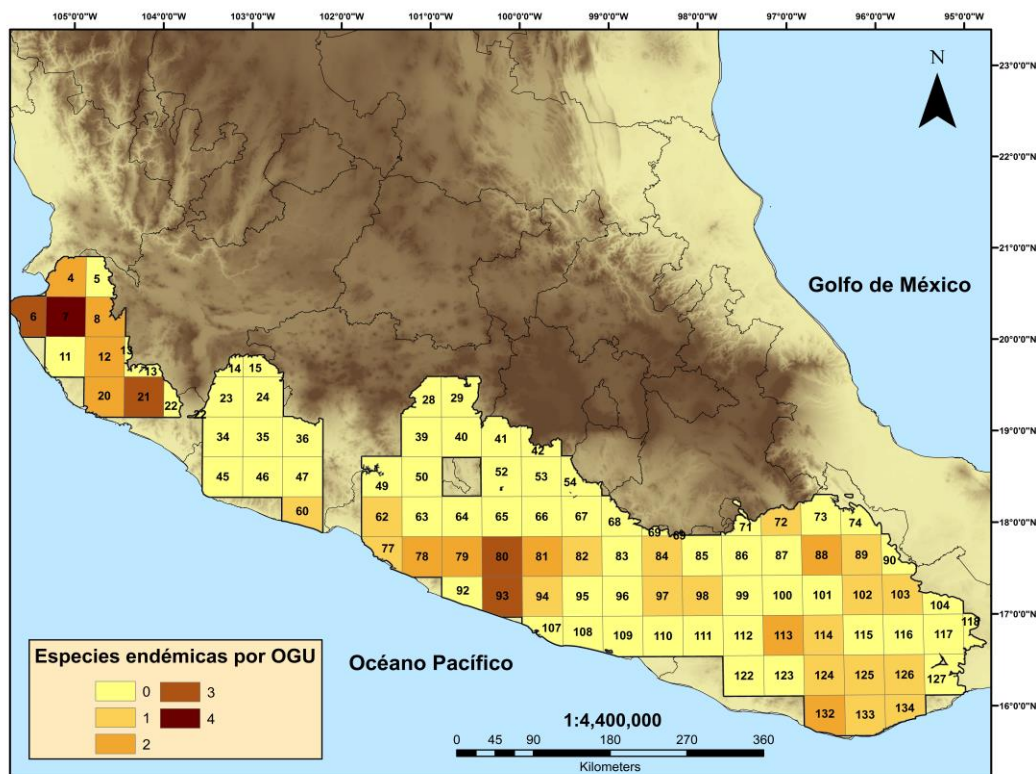 105°0'0"W 104°0'0"W 103°0'0"W 102°0'0"W 101°0'0"W 100°0'0"W 99°0'0"W 98°0'0"W 97°0'0"W 96°0'0"W 95°0'0"W
N
23°0'0"N
22°0'0"N
21°0'0"N
20°0'0"N
19°0'0"N
18°0'0"N
17°0'0"N
16°0'0"N
Golfo de México
4 5
6 7 8
11 12 13
13 14 15
20 21 22 22 23 24 28 29
34 35 36 39 40 41 42
45 46 47 49 50 52 53 54
60 62 63 64 65 66 67 68 69 69 71 72 73 74
77 78 79 80 81 82 83 84 85 86 87 88 89 90
92 93 94 95 96 97 98 99 100 101 102 103 104
107 108 109 110 111 112 113 114 115 116 117 118
122 123 124 125 126 127
132 133 134
Océano Pacífico
Especies endémicas por OGU
0 3
1 4
2
1:4,400,000
0 45 90 180 270 360
Kilometers